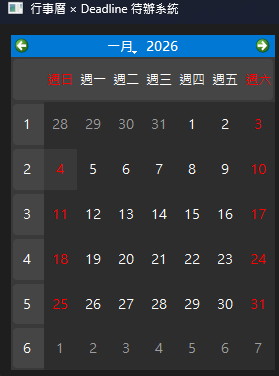 行事曆 × Deadline 待辦系統
一月, 2026
週日 週一 週二 週三 週四 週五 週六
1 28 29 30 31 1 2 3
2 4 5 6 7 8 9 10
3 11 12 13 14 15 16 17
4 18 19 20 21 22 23 24
5 25 26 27 28 29 30 31
6 1 2 3 4 5 6 7